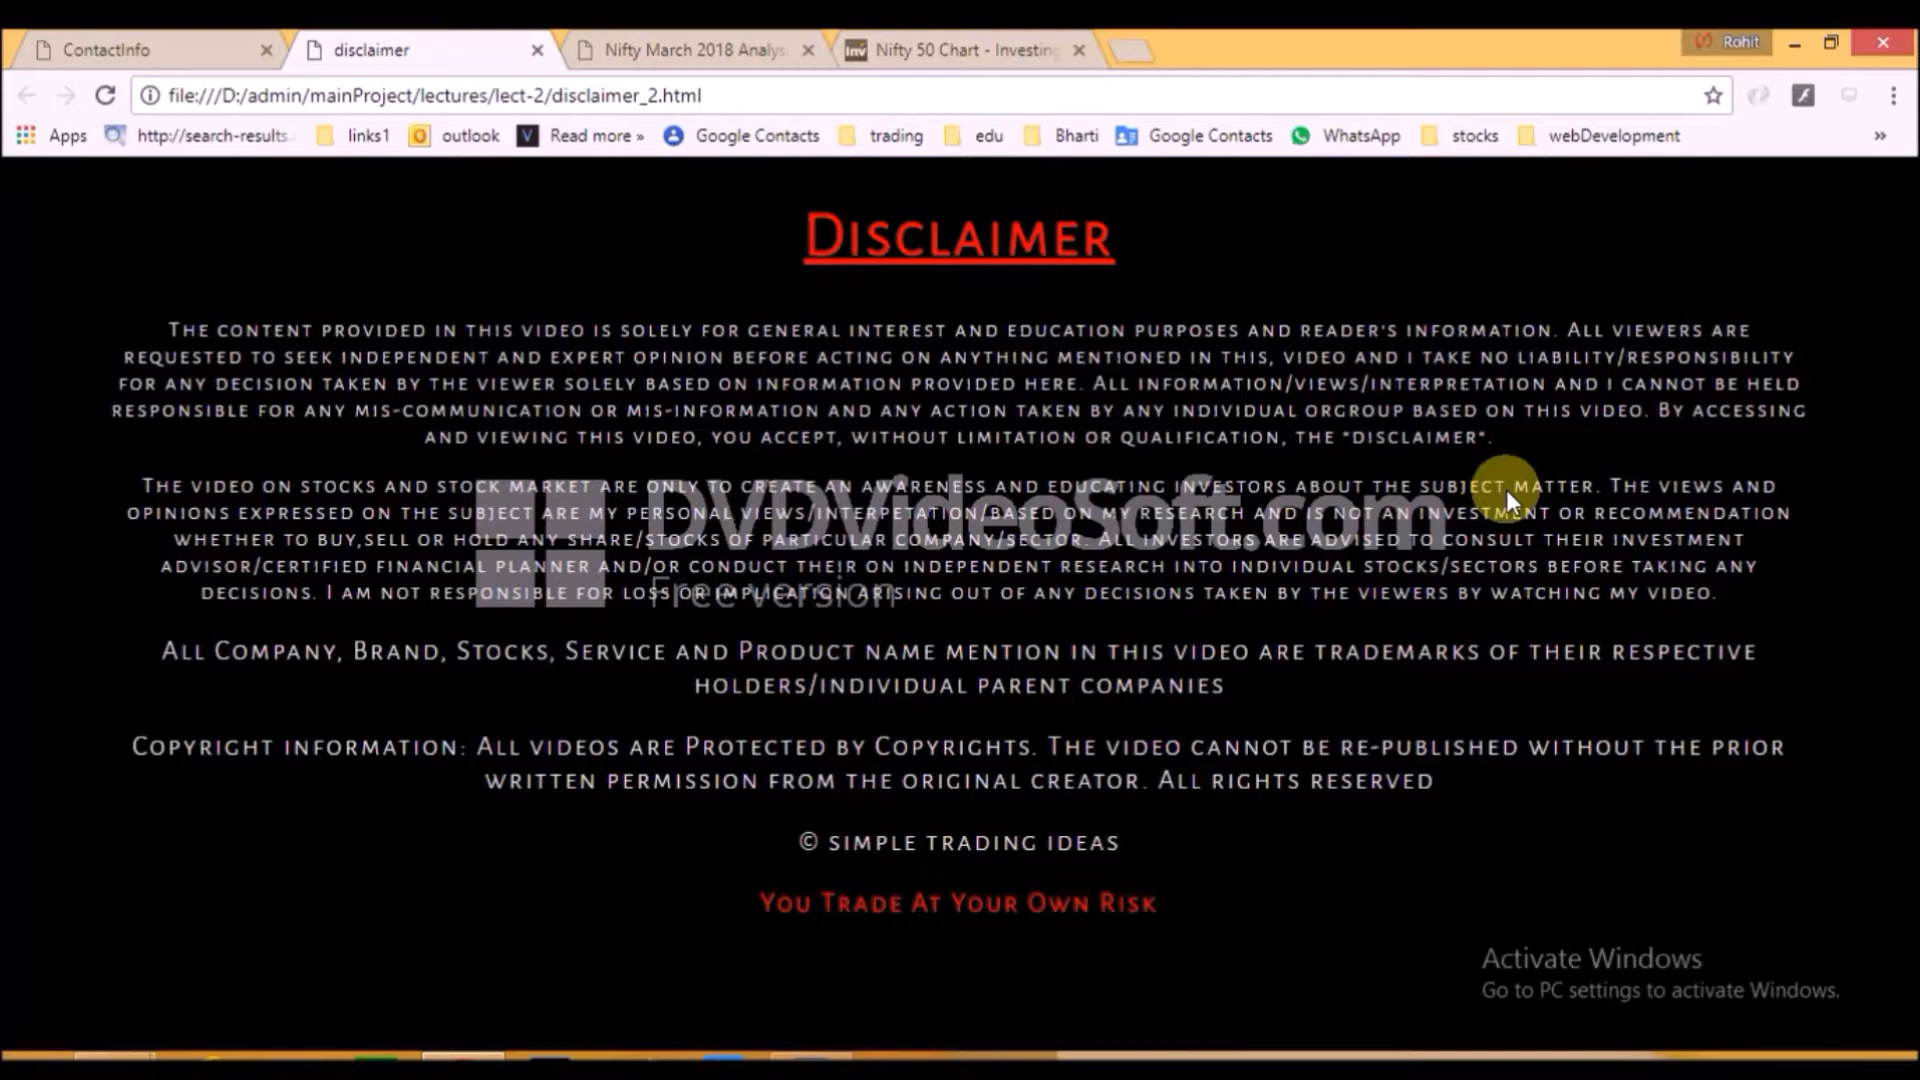 ContactInfo
disclaimer
Nifty March 2018 Analys
Nifty 50 Chart - Investing
Rohit
file:///D:/admin/mainProject/lectures/lect-2/disclaimer_2.html
Apps
http://search-results.
links1
outlook
Read more »
Google Contacts
trading
edu
Bharti
Google Contacts
WhatsApp
stocks
webDevelopment
»
Disclaimer
The content provided in this video is solely for general interest and education purposes and reader's information. All viewers are
requested to seek independent and expert opinion before acting on anything mentioned in this, video and i take no liability/responsibility
for any decision taken by the viewer solely based on information provided here. All information/views/interpretation and i cannot be held
responsible for any mis-communication or mis-information and any action taken by any individual orgroup based on this video. By accessing
and viewing this video, you accept, without limitation or qualification, the "disclaimer".
The video on stocks and stock market are only to create an awareness and educating investors about the subject matter. The views and
opinions expressed on the subject are my personal views/interpetation/based on my research and is not an investment or recommendation
whether to buy,sell or hold any share/stocks of particular company/sector. All investors are advised to consult their investment
advisor/certified financial planner and/or conduct their on independent research into individual stocks/sectors before taking any
decisions. I am not responsible for loss or implication arising out of any decisions taken by the viewers by watching my video.
DVDVideoSoft.com
Free version
All Company, Brand, Stocks, Service and Product name mention in this video are trademarks of their respective
holders/individual parent companies
Copyright information: All videos are Protected by Copyrights. The video cannot be re-published without the prior
written permission from the original creator. All rights reserved
© simple trading ideas
You Trade At Your Own Risk
Activate Windows
Go to PC settings to activate Windows.